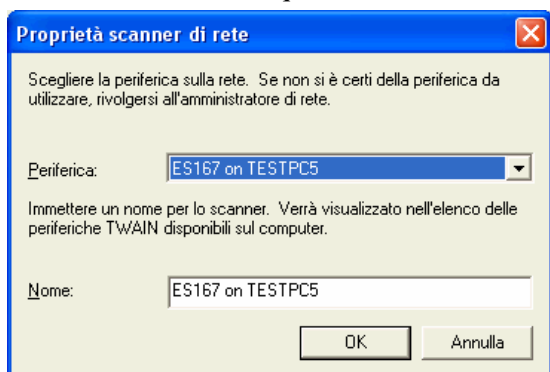 Proprietà scanner di rete
Scegliere la periferica sulla rete. Se non si è certi della periferica da
utilizzare, rivolgersi all'amministratore di rete.
Periferica: ES167 on TESTPC5
Immettere un nome per lo scanner. Verrà visualizzato nell'elenco delle
periferiche TWAIN disponibili sul computer.
Nome: ES167 on TESTPC5
OK Annulla